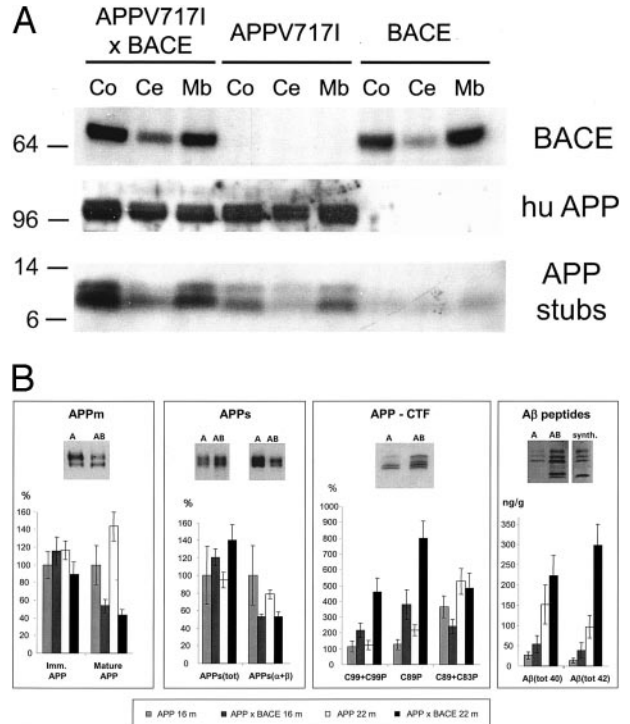 A
APPV717I x BACE
APPV717I
BACE
Co Ce Mb Co Ce Mb Co Ce Mb
64
BACE
96
hu APP
14
6
APP stubs
B
APPm
A AB
%
160
140
120
100
80
60
40
20
0
Imm. APP
Mature APP
APPs
A AB A AB
%
180
160
140
120
100
80
60
40
20
0
APPs(tot) APPs(α+β)
APP - CTF
A AB
%
1000
900
800
700
600
500
400
300
200
100
0
C99+C99P C89P C89+C83P
Aβ peptides
A AB synth.
ng/g
350
300
250
200
150
100
50
0
Aβ(tot 40) Aβ(tot 42)
APP 16 m APP x BACE 16 m APP 22 m APP x BACE 22 m